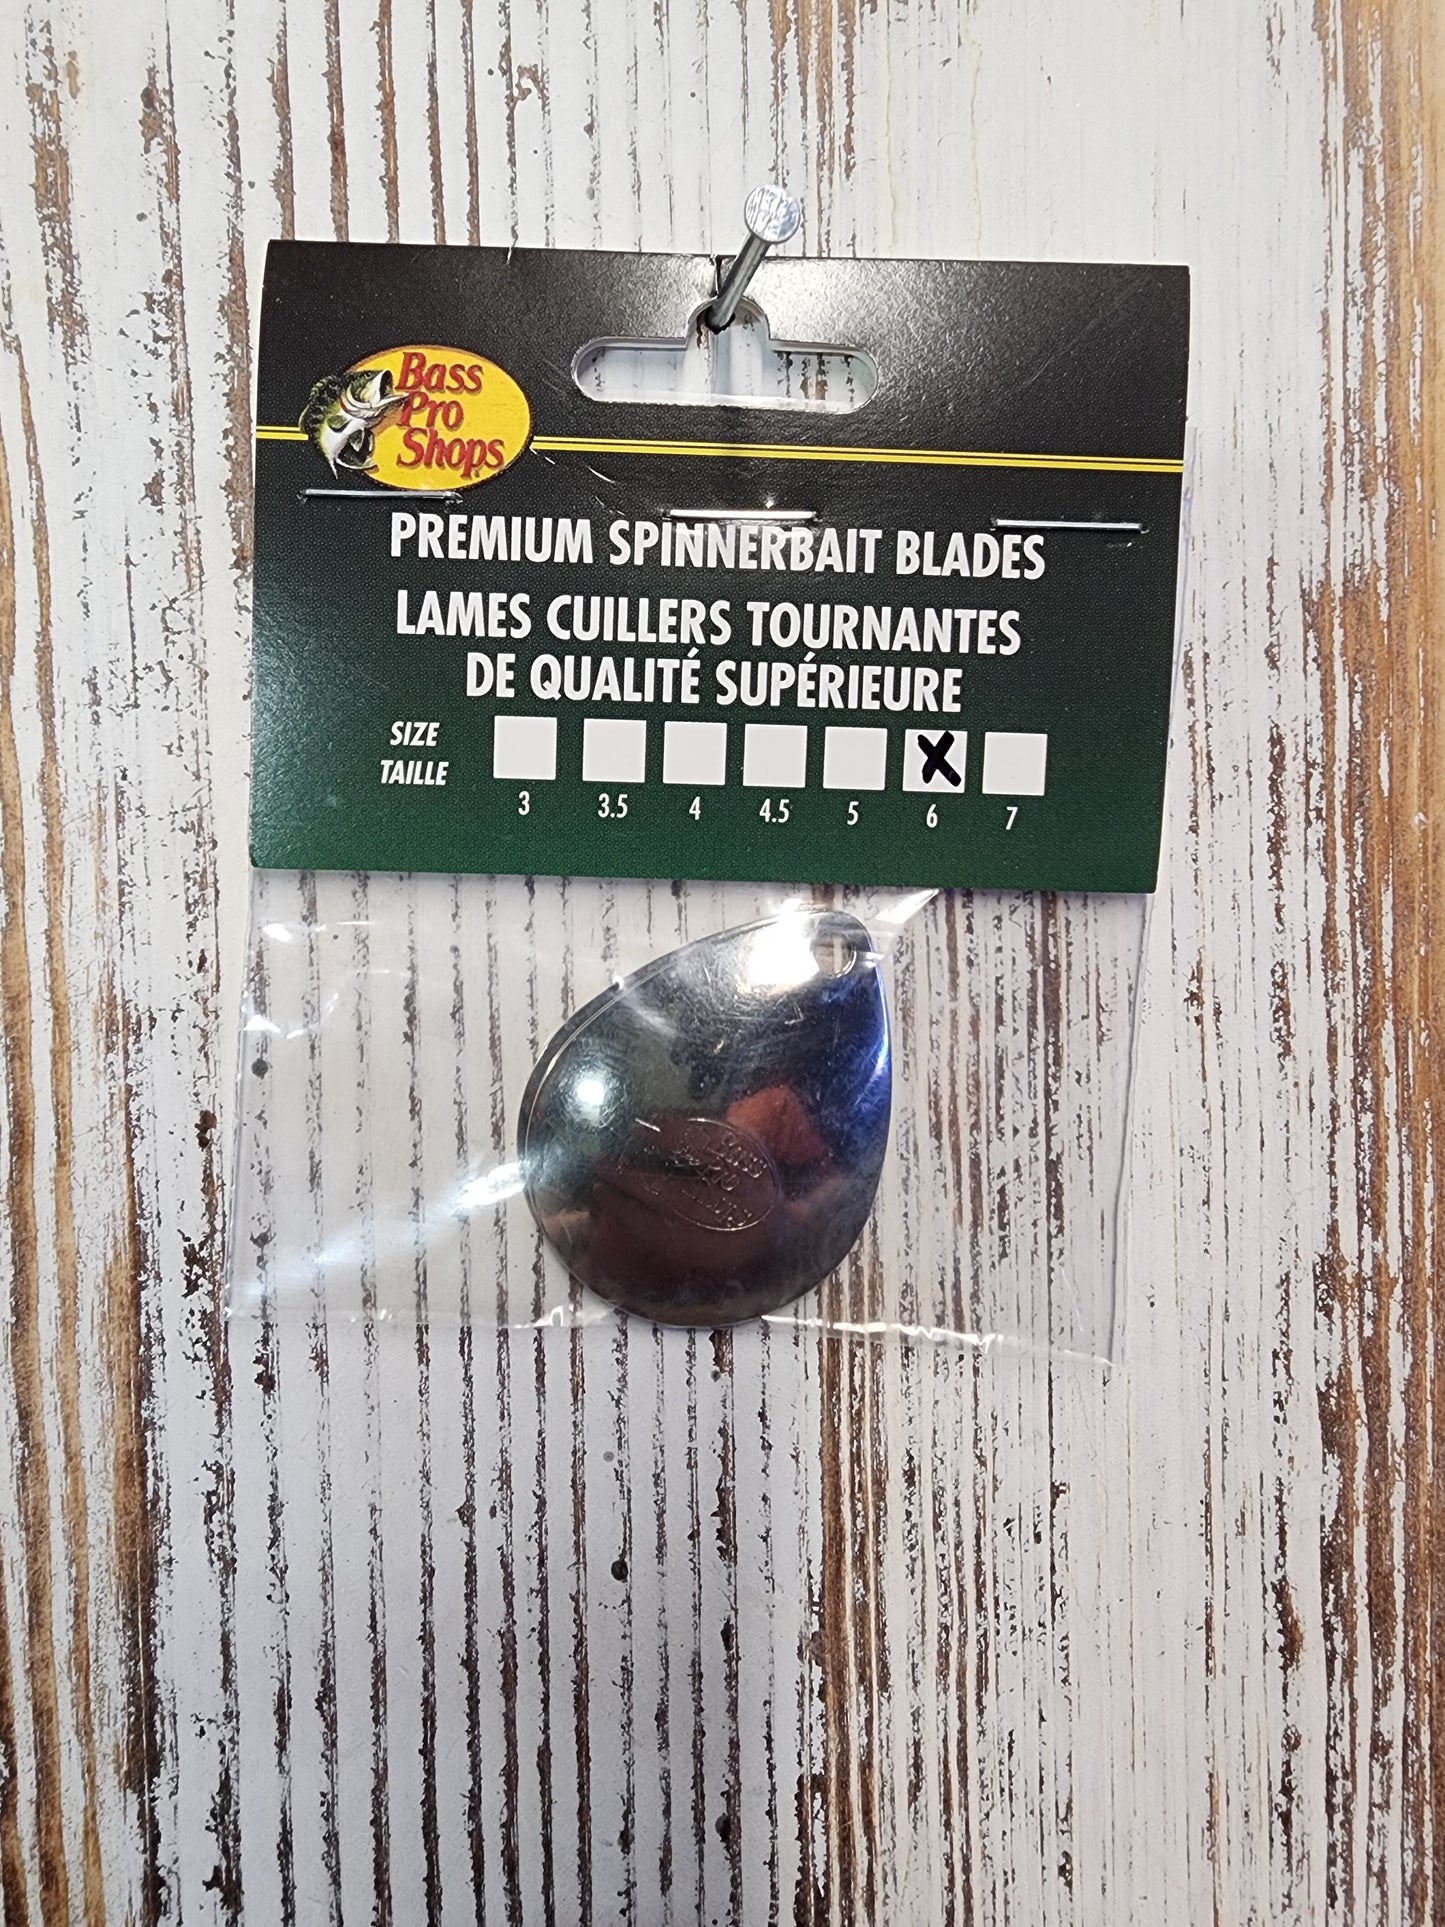 Bass
Pro
Shops
PREMIUM SPINNERBAIT BLADES
LAMES CUILLERS TOURNANTES
DE QUALITÉ SUPÉRIEURE
SIZE
TAILLE
X
3 3.5 4 4.5 5 6 7